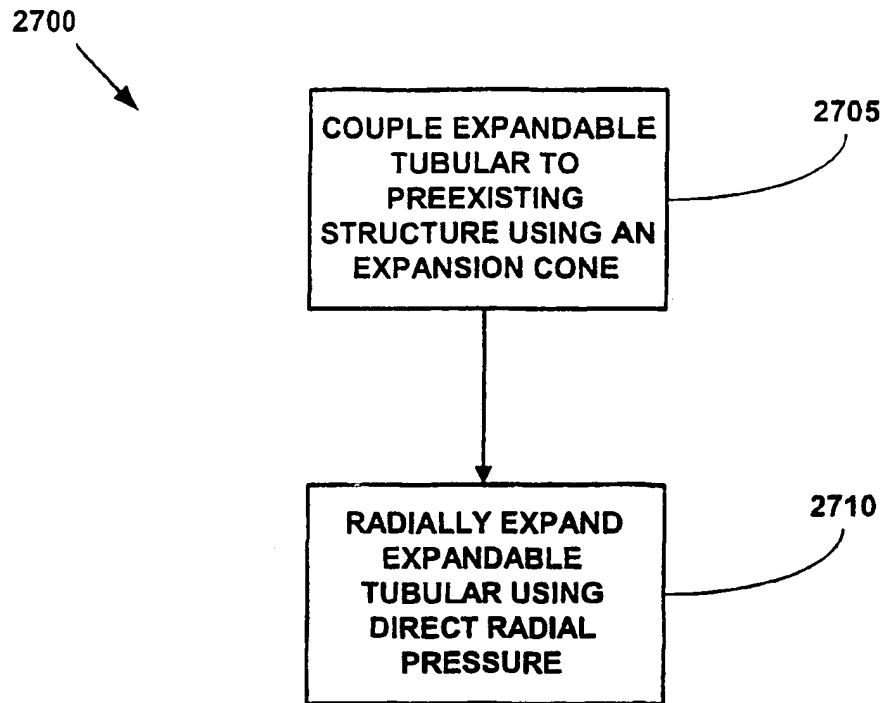 2700
COUPLE EXPANDABLE
TUBULAR TO
PREEXISTING
STRUCTURE USING AN
EXPANSION CONE
2705
RADIALLY EXPAND
EXPANDABLE
TUBULAR USING
DIRECT RADIAL
PRESSURE
2710